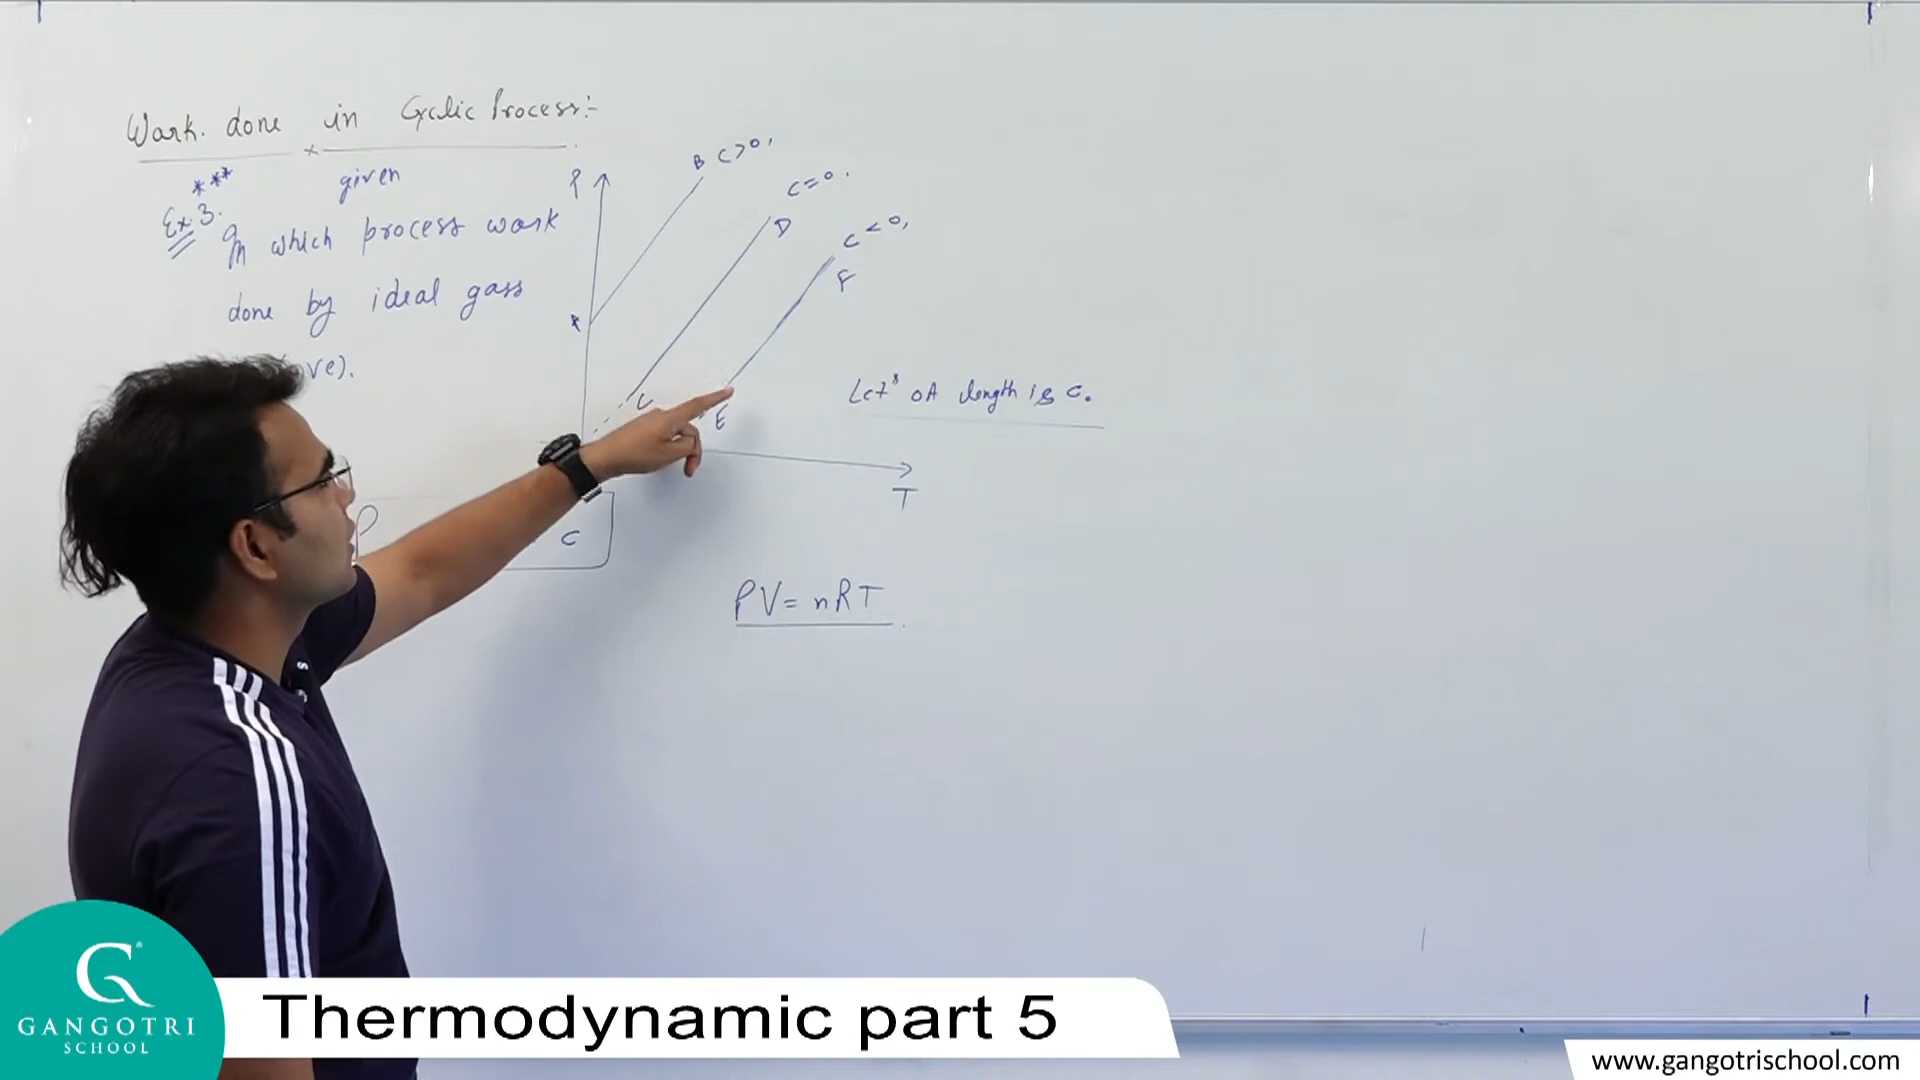 Work. done in Cyclic Process:-
***
given
Ex. 3. In which process work
done by ideal gass
ve).
P
B C>0,
C=0.
D
C<0,
F
A
C
E
T
Let's OA length is C.
P
C
PV = nRT
GANGOTRI
SCHOOL
Thermodynamic part 5
www.gangotrischool.com